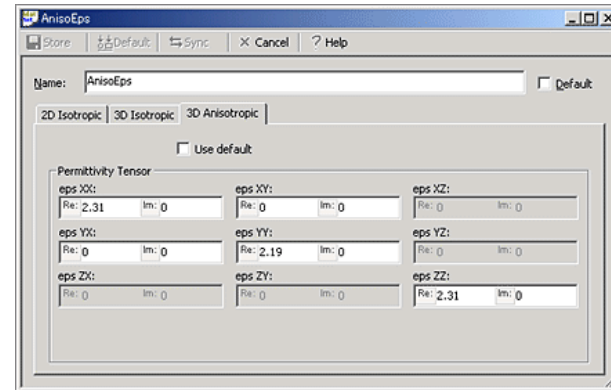 AnisoEps
Store Default Sync Cancel Help
Name: AnisoEps Default
2D Isotropic 3D Isotropic 3D Anisotropic
Use default
Permittivity Tensor
eps XX: eps XY: eps XZ:
Re: 2.31 Im: 0 Re: 0 Im: 0 Re: 0 Im: 0
eps YX: eps YY: eps YZ:
Re: 0 Im: 0 Re: 2.19 Im: 0 Re: 0 Im: 0
eps ZX: eps ZY: eps ZZ:
Re: 0 Im: 0 Re: 0 Im: 0 Re: 2.31 Im: 0